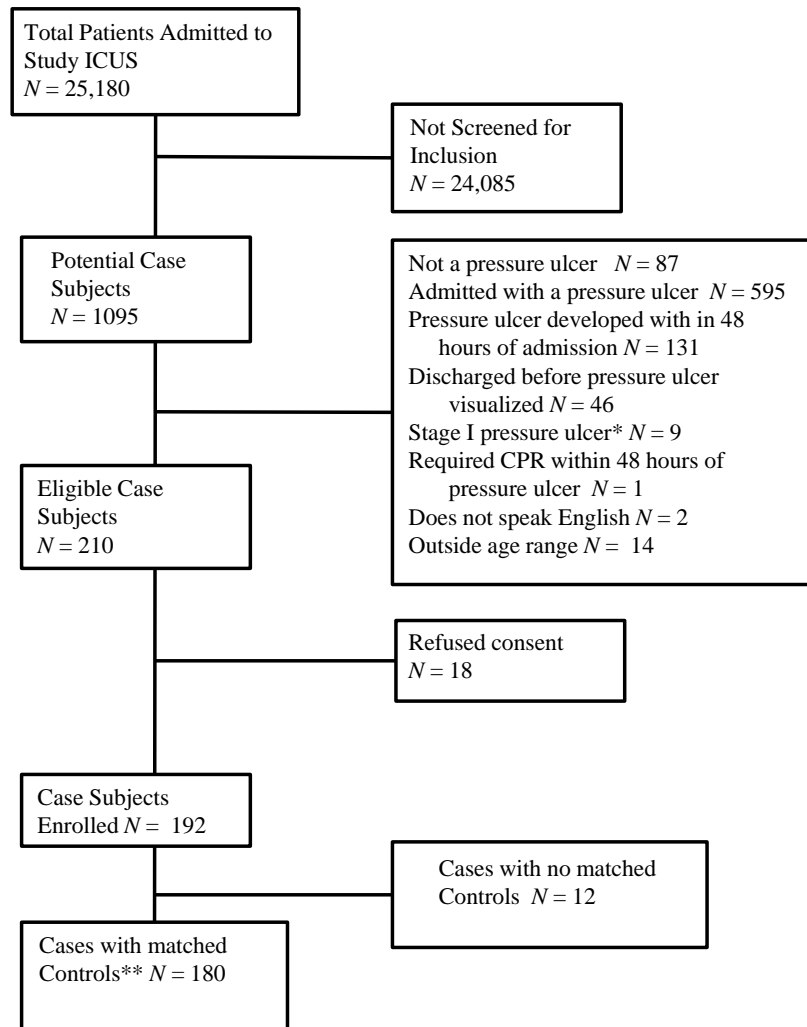 Total Patients Admitted to
Study ICUS
N = 25,180
Not Screened for
Inclusion
N = 24,085
Potential Case
Subjects
N = 1095
Not a pressure ulcer N = 87
Admitted with a pressure ulcer N = 595
Pressure ulcer developed with in 48
hours of admission N = 131
Discharged before pressure ulcer
visualized N = 46
Stage I pressure ulcer* N = 9
Required CPR within 48 hours of
pressure ulcer N = 1
Does not speak English N = 2
Outside age range N = 14
Eligible Case
Subjects
N = 210
Refused consent
N = 18
Case Subjects
Enrolled N = 192
Cases with no matched
Controls N = 12
Cases with matched
Controls** N = 180